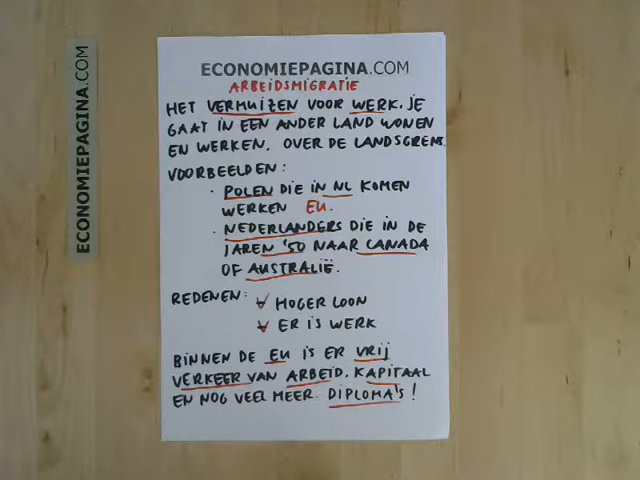 ECONOMIEPAGINA.COM
ECONOMIEPAGINA.COM
ARBEIDSMIGRATIE
HET VERHUIZEN VOOR WERK. JE
GAAT IN EEN ANDER LAND WONEN
EN WERKEN. OVER DE LANDSGRENS.
VOORBEELDEN:
· POLEN DIE IN NL KOMEN
WERKEN EU.
· NEDERLANDERS DIE IN DE
JAREN '50 NAAR CANADA
OF AUSTRALIË.
REDENEN: HOGER LOON
ER IS WERK
BINNEN DE EU IS ER VRIJ
VERKEER VAN ARBEID. KAPITAAL
EN NOG VEEL MEER. DIPLOMA'S!